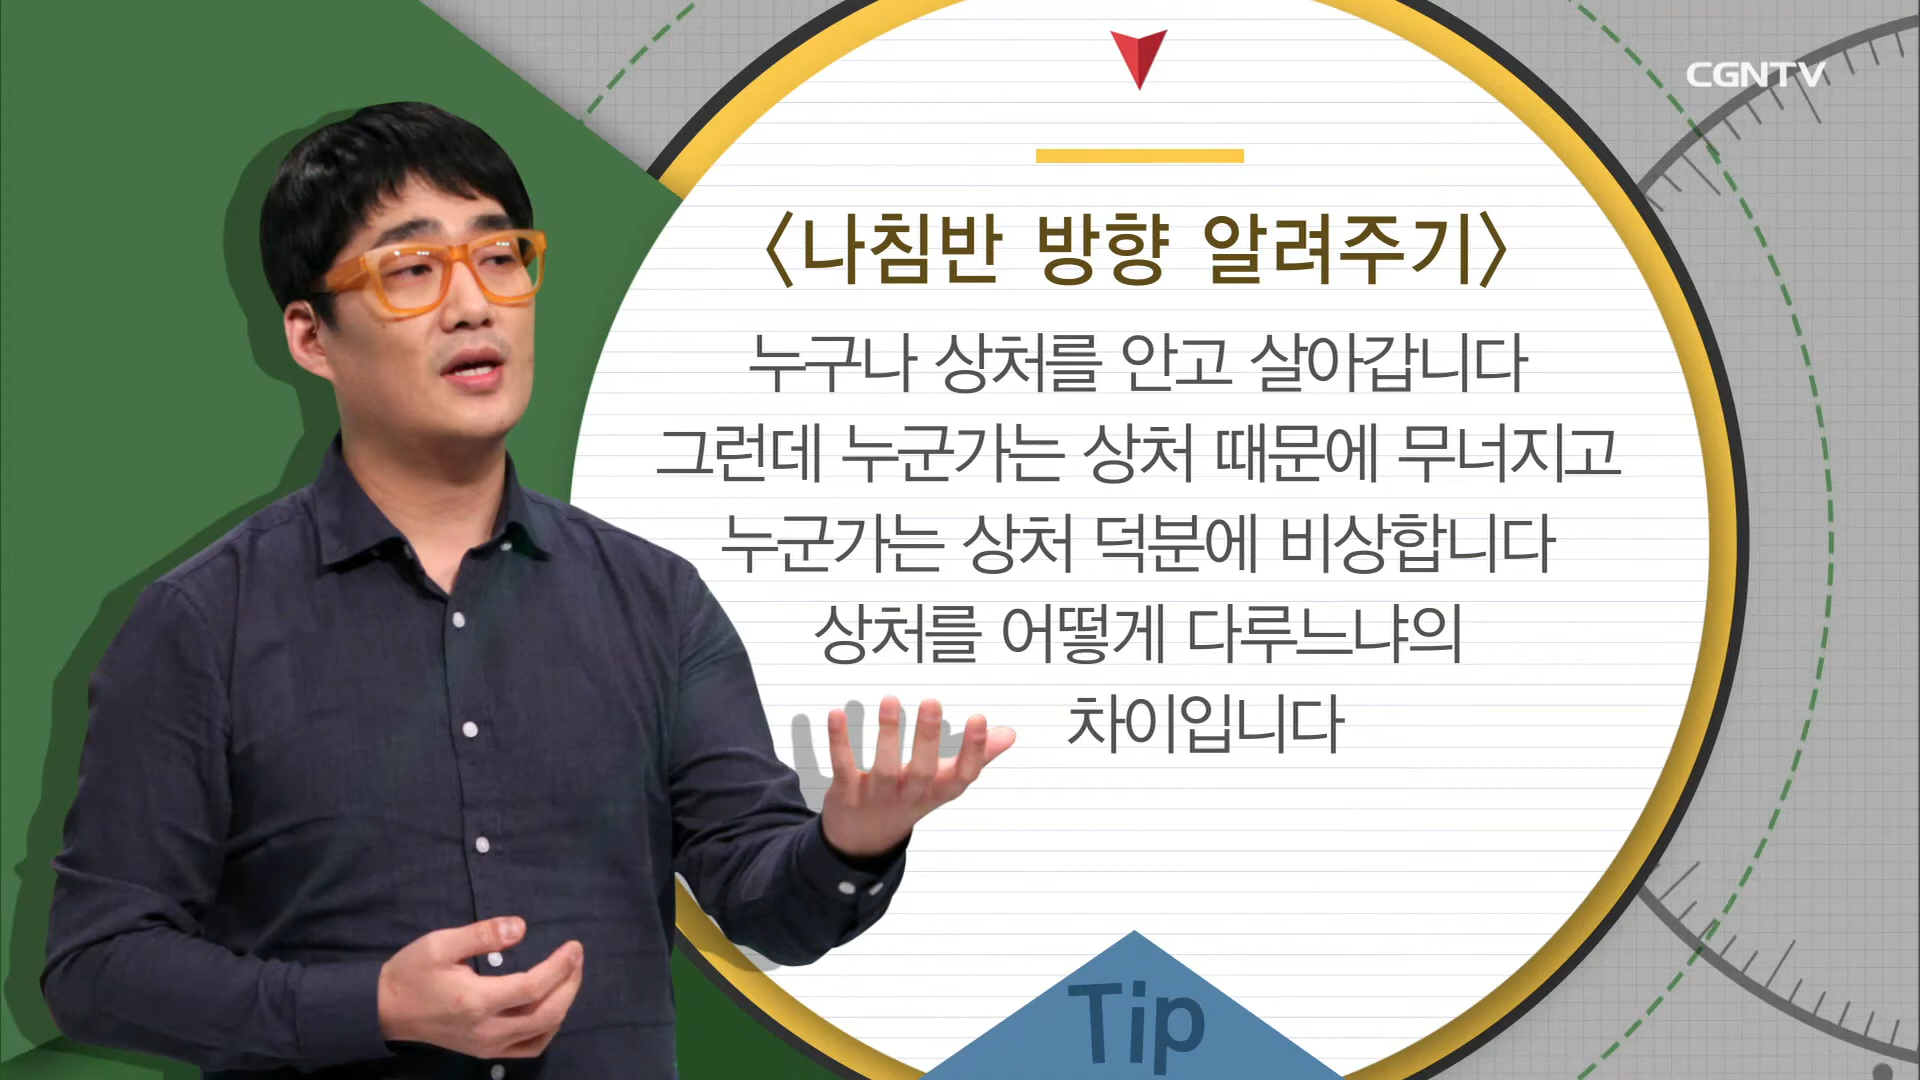 CGNTV
<나침반 방향 알려주기>
누구나 상처를 안고 살아갑니다
그런데 누군가는 상처 때문에 무너지고
누군가는 상처 덕분에 비상합니다
상처를 어떻게 다루느냐의
차이입니다
Tip